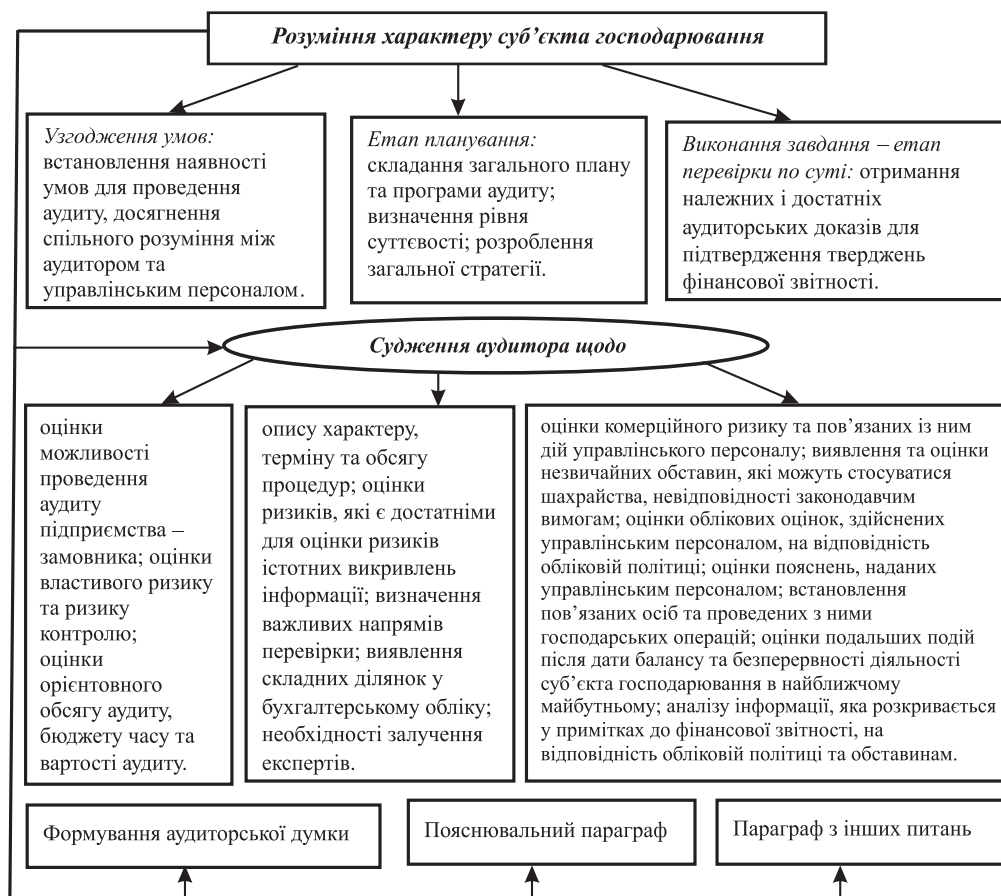 Розуміння характеру суб’єкта господарювання
Узгодження умов:
встановлення наявності
умов для проведення
аудиту, досягнення
спільного розуміння між
аудитором та
управлінським персоналом.
Етап планування:
складання загального плану
та програми аудиту;
визначення рівня
суттєвості; розроблення
загальної стратегії.
Виконання завдання – етап
перевірки по суті: отримання
належних і достатніх
аудиторських доказів для
підтвердження тверджень
фінансової звітності.
Судження аудитора щодо
оцінки
можливості
проведення
аудиту
підприємства –
замовника; оцінки
властивого ризику
та ризику
контролю;
оцінки
орієнтовного
обсягу аудиту,
бюджету часу та
вартості аудиту.
опису характеру,
терміну та обсягу
процедур; оцінки
ризиків, які є достатніми
для оцінки ризиків
істотних викривлень
інформації; визначення
важливих напрямів
перевірки; виявлення
складних ділянок у
бухгалтерському обліку;
необхідності залучення
експертів.
оцінки комерційного ризику та пов’язаних із ним
дій управлінського персоналу; виявлення та оцінки
незвичайних обставин, які можуть стосуватися
шахрайства, невідповідності законодавчим
вимогам; оцінки облікових оцінок, здійснених
управлінським персоналом, на відповідність
обліковій політиці; оцінки пояснень, наданих
управлінським персоналом; встановлення
пов’язаних осіб та проведених з ними
господарських операцій; оцінки подальших подій
після дати балансу та безперервності діяльності
суб’єкта господарювання в найближчому
майбутньому; аналізу інформації, яка розкривається
у примітках до фінансової звітності, на
відповідність обліковій політиці та обставинам.
Формування аудиторської думки
Пояснювальний параграф
Параграф з інших питань